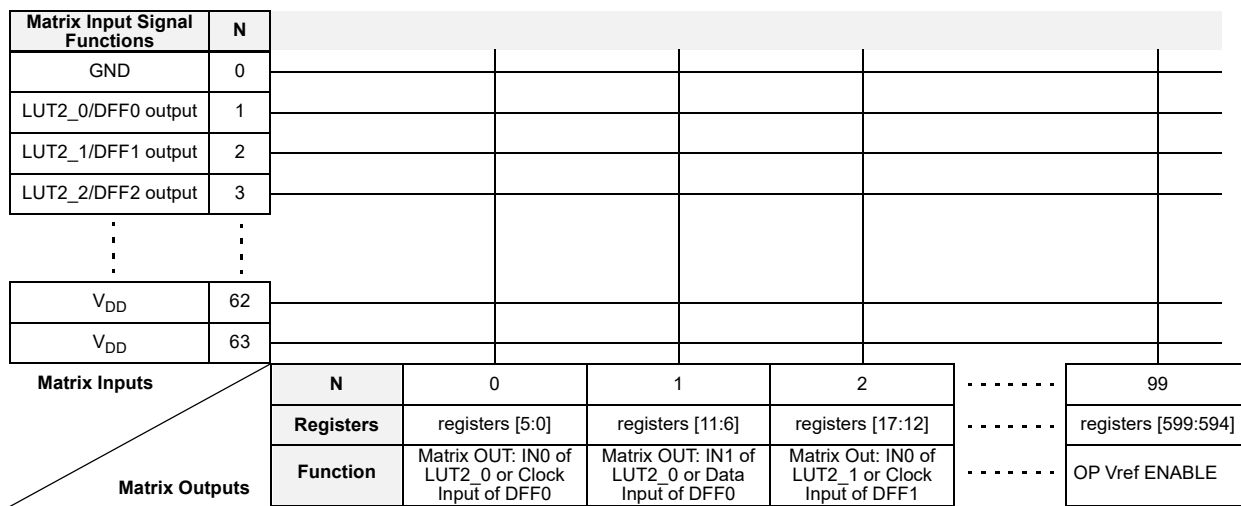 Matrix Input Signal
Functions
N
GND
0
LUT2_0/DFF0 output
1
LUT2_1/DFF1 output
2
LUT2_2/DFF2 output
3
VDD
62
VDD
63
Matrix Inputs
Matrix Outputs
N
0
1
2
99
Registers
registers [5:0]
registers [11:6]
registers [17:12]
registers [599:594]
Function
Matrix OUT: IN0 of
LUT2_0 or Clock
Input of DFF0
Matrix OUT: IN1 of
LUT2_0 or Data
Input of DFF0
Matrix Out: IN0 of
LUT2_1 or Clock
Input of DFF1
OP Vref ENABLE